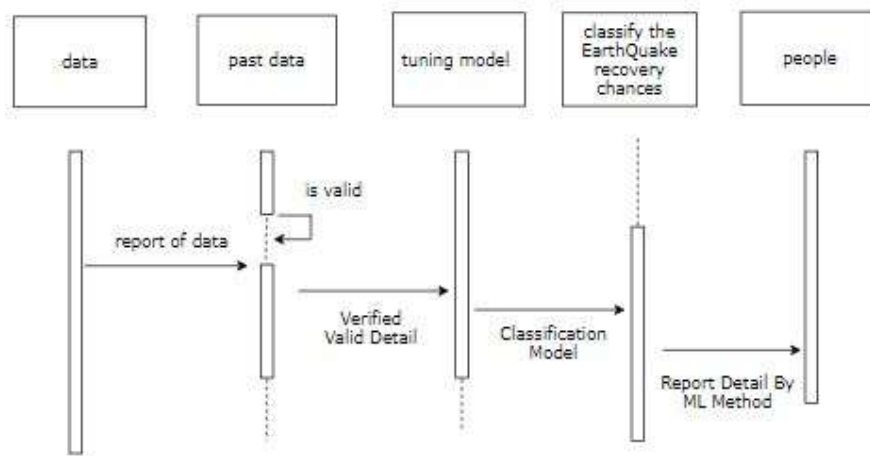 data
past data
tuning model
classify the
EarthQuake
recovery
chances
people
is valid
report of data
Verified
Valid Detail
Classification
Model
Report Detail By
ML Method